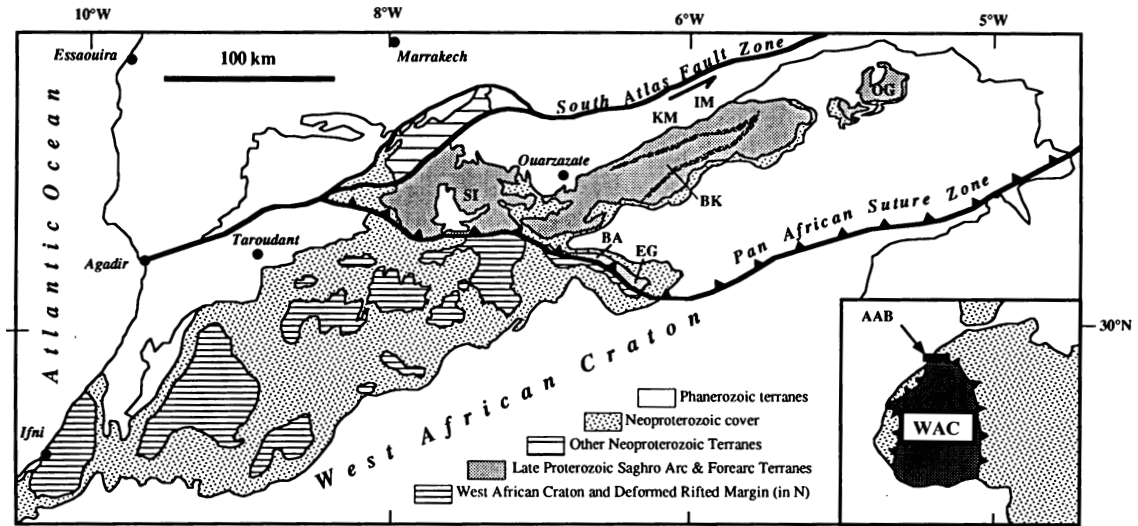 10°W
8°W
6°W
5°W
Essaouira
Marrakech
100 km
South Atlas Fault Zone
IM
KM
OG
Ouarzazate
SI
BK
Atlantic Ocean
Taroudant
Agadir
BA
EG
Pan African Suture Zone
30°N
AAB
WAC
West African Craton
Ifni
Phanerozoic terranes
Neoproterozoic cover
Other Neoproterozoic Terranes
Late Proterozoic Saghro Arc & Forearc Terranes
West African Craton and Deformed Rifted Margin (in N)